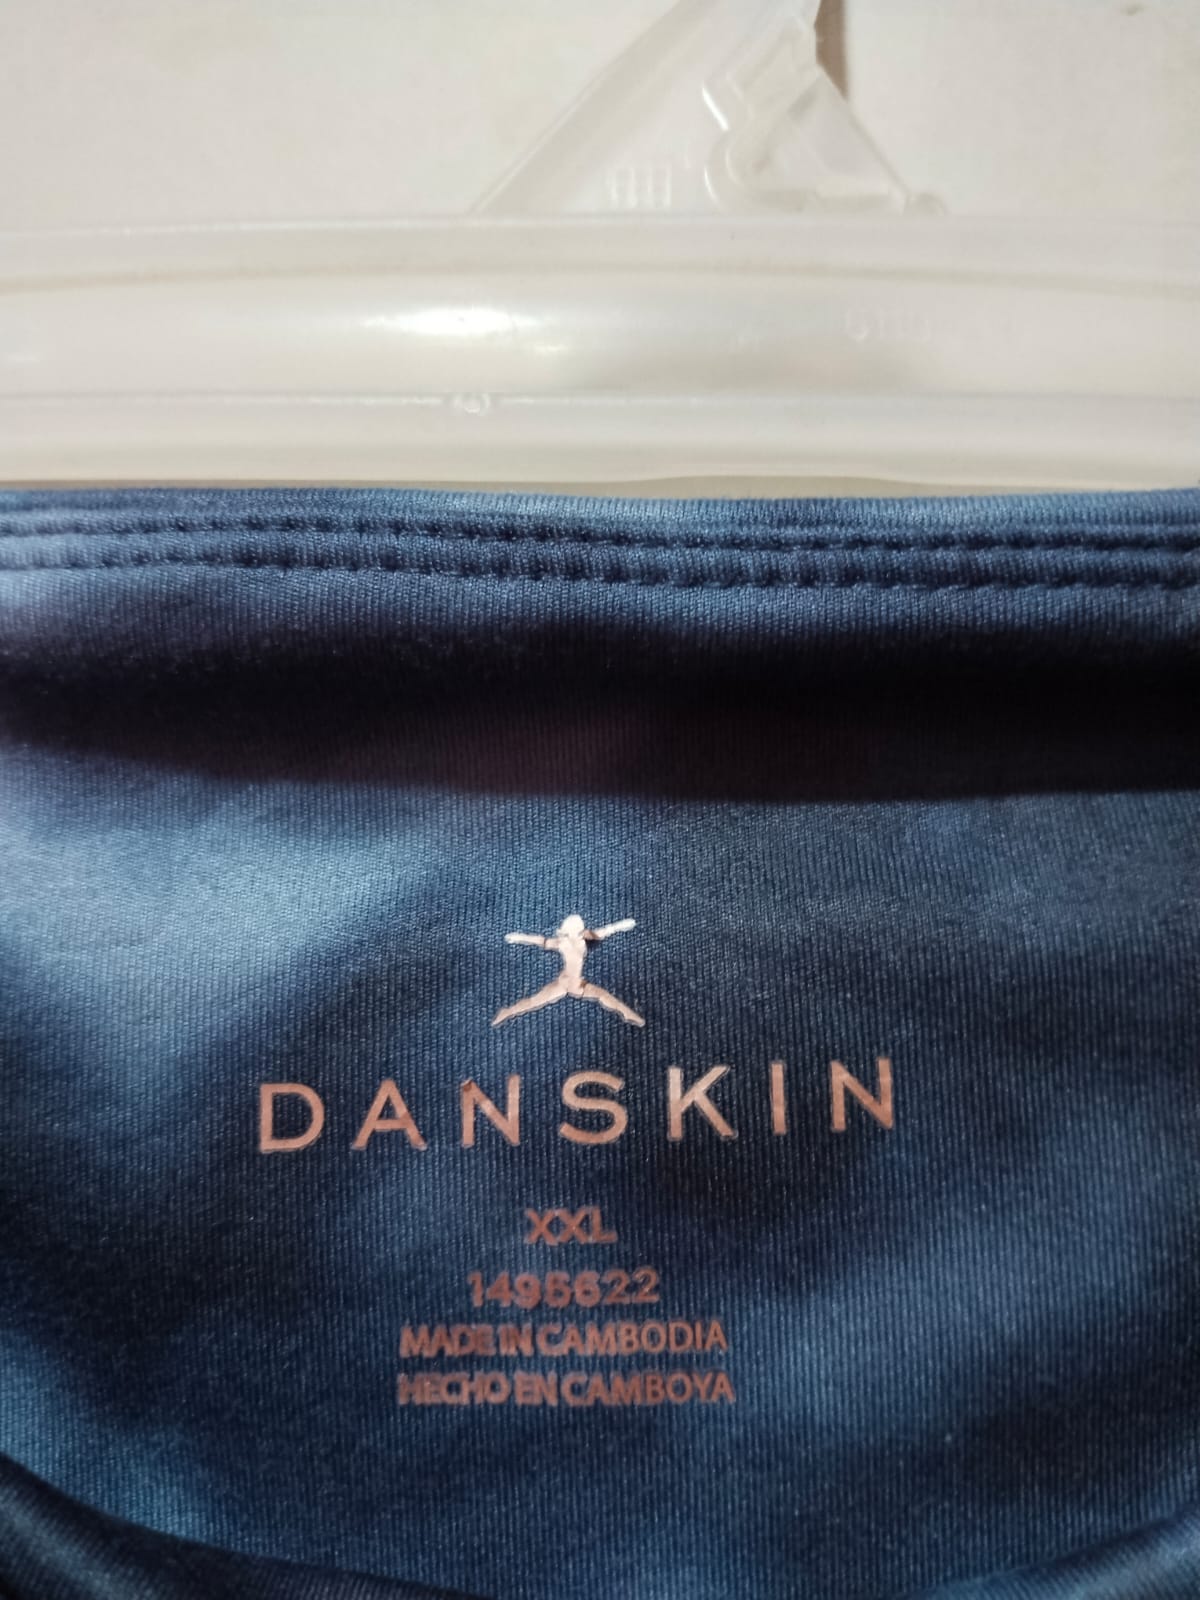 DANSKIN
XXL
1495622
MADE IN CAMBODIA
HECHO EN CAMBOYA